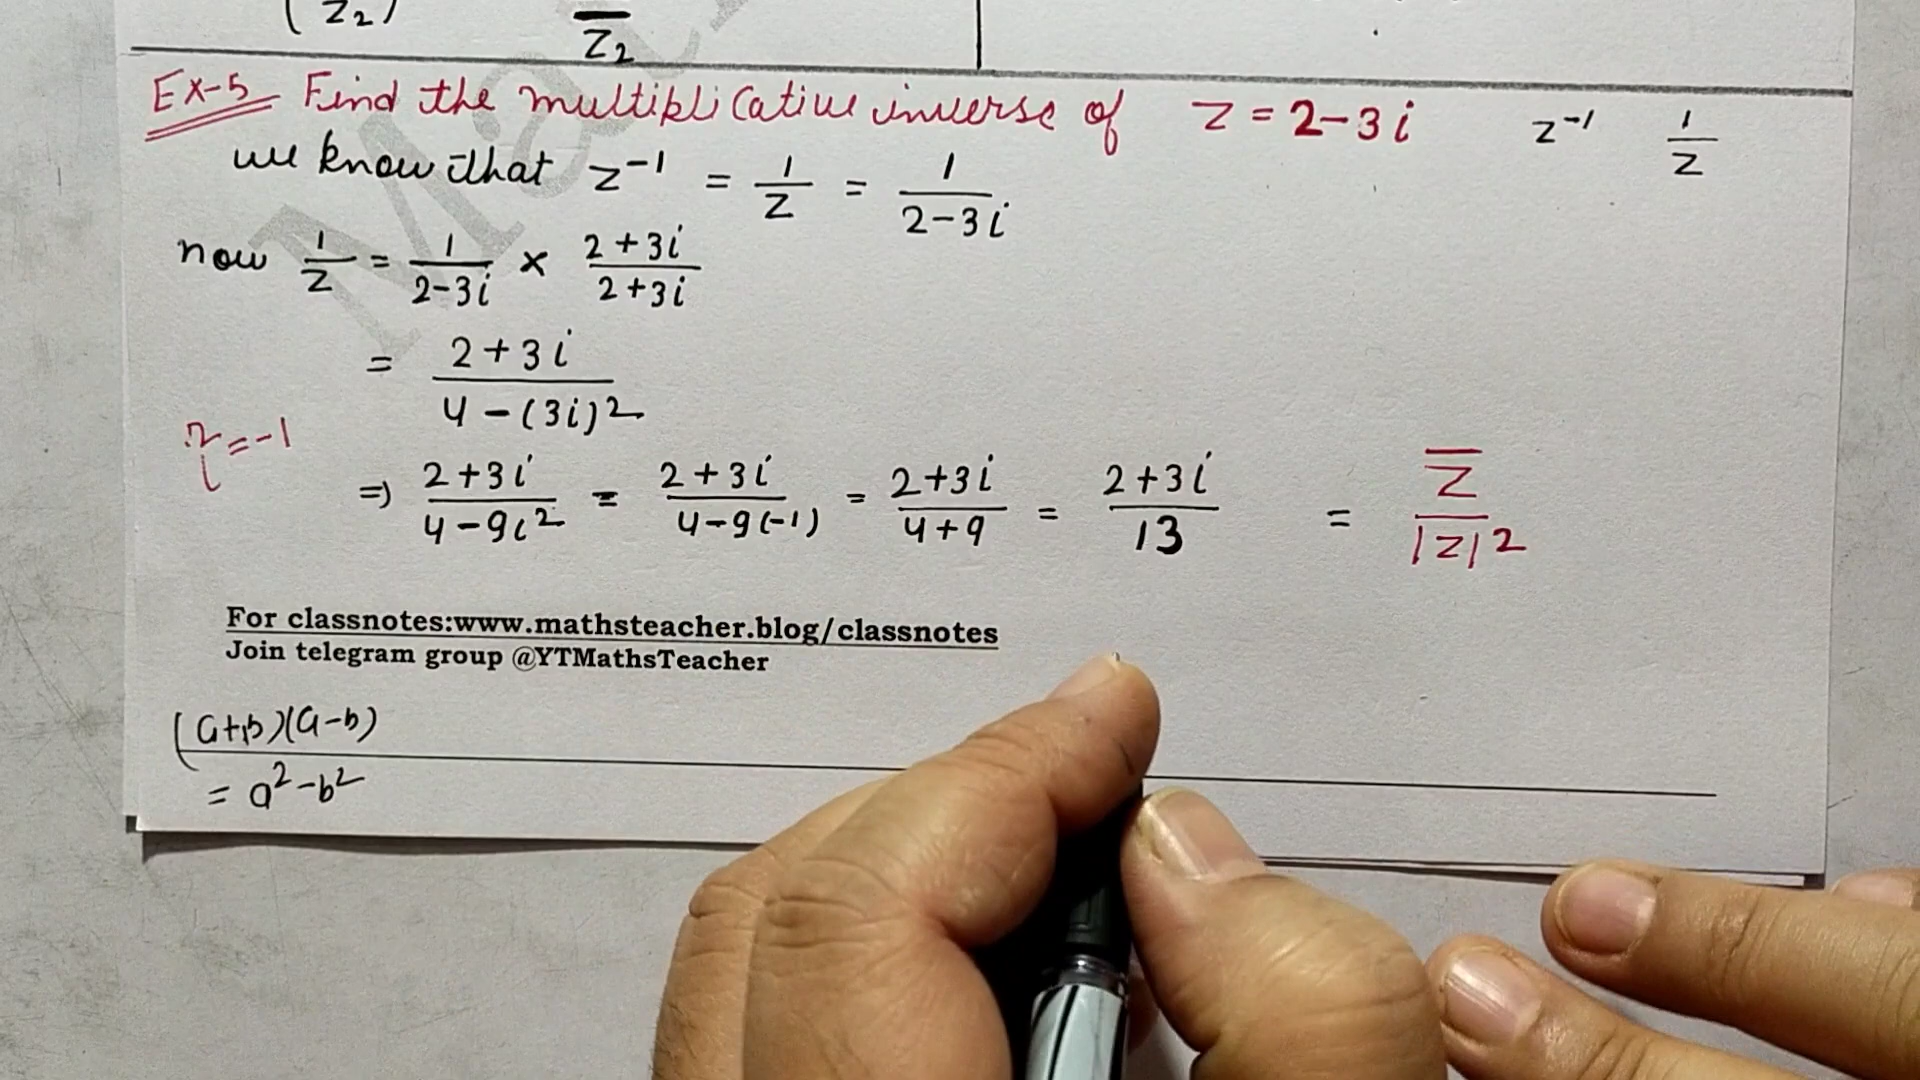 (z₂) z̅₂
Ex-5 Find the multiplicative inverse of z = 2-3i z⁻¹ 1/z
we know that z⁻¹ = 1/z = 1/(2-3i)
now 1/z = 1/(2-3i) × (2+3i)/(2+3i)
= (2+3i)/(4-(3i)²)
i² = -1
⇒ (2+3i)/(4-9i²) = (2+3i)/(4-9(-1)) = (2+3i)/(4+9) = (2+3i)/13 = z̅/|z|²
For classnotes:www.mathsteacher.blog/classnotes
Join telegram group @YTMathsTeacher
(a+b)(a-b)
= a²-b²